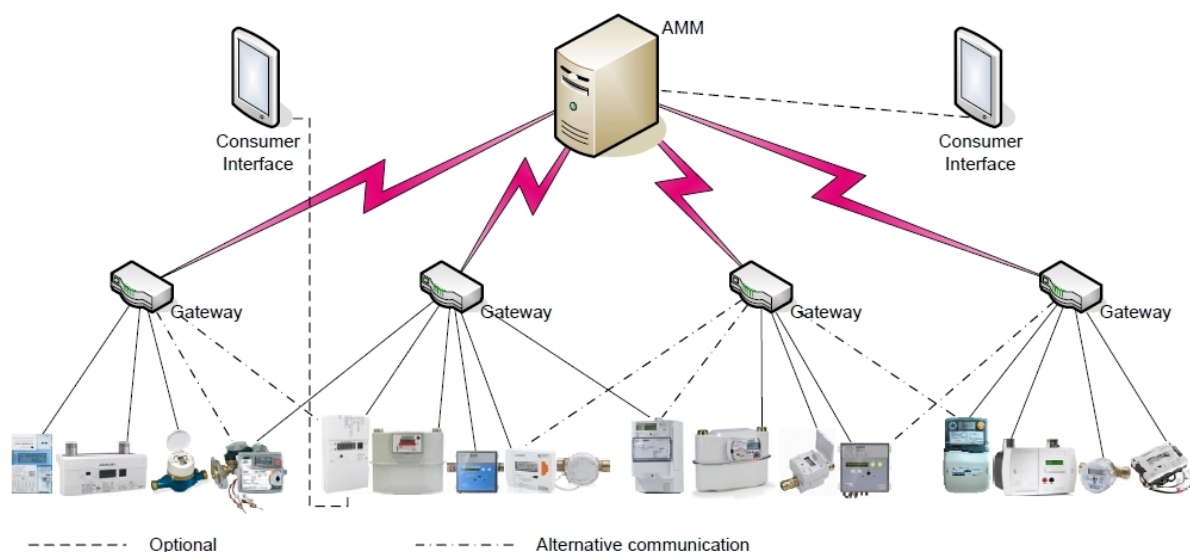 AMM
Consumer
Interface
Consumer
Interface
Gateway
Gateway
Gateway
Gateway
Optional
Alternative communication